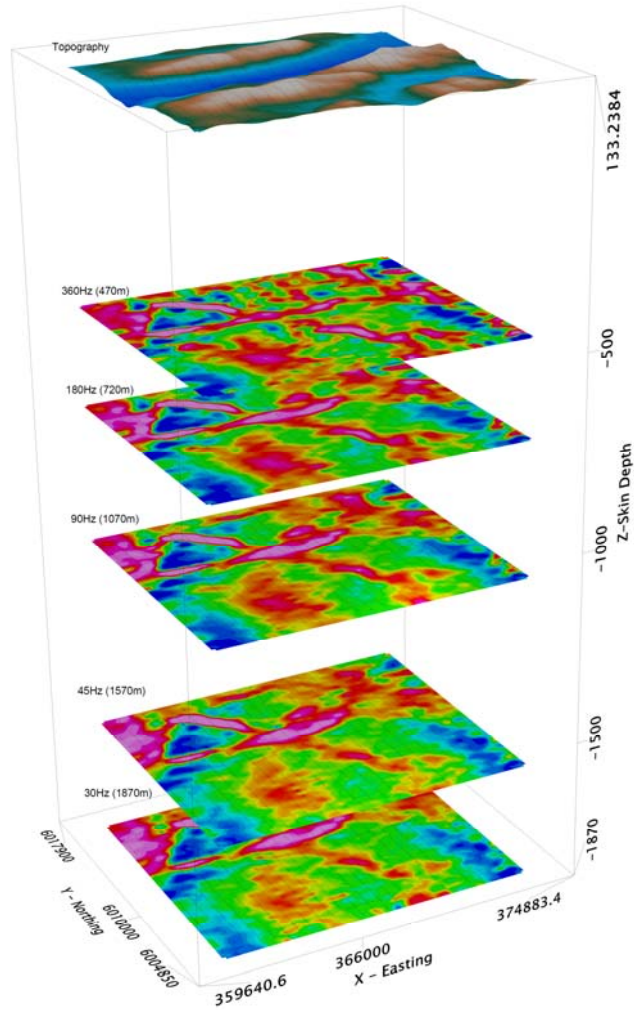 Topography
133.2384
360Hz (470m)
-500
180Hz (720m)
Z-Skin Depth
90Hz (1070m)
-1000
45Hz (1570m)
-1500
30Hz (1870m)
-1870
6017900
Y - Northing
6010000
6004850
374883.4
366000
X - Easting
359640.6